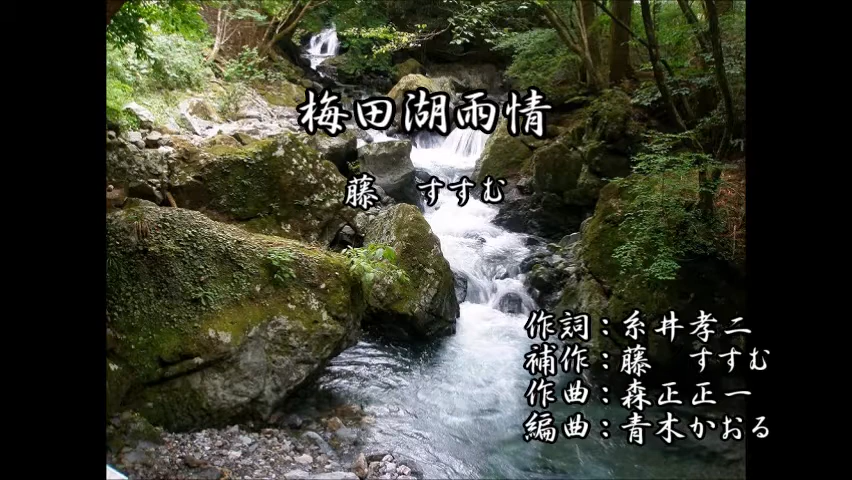 梅田湖雨情
藤　すすむ
作詞：糸井孝二
補作：藤　すすむ
作曲：森正正一
編曲：青木かおる